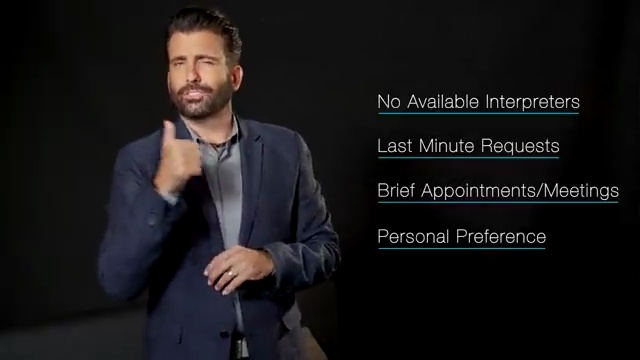 No Available Interpreters
Last Minute Requests
Brief Appointments/Meetings
Personal Preference